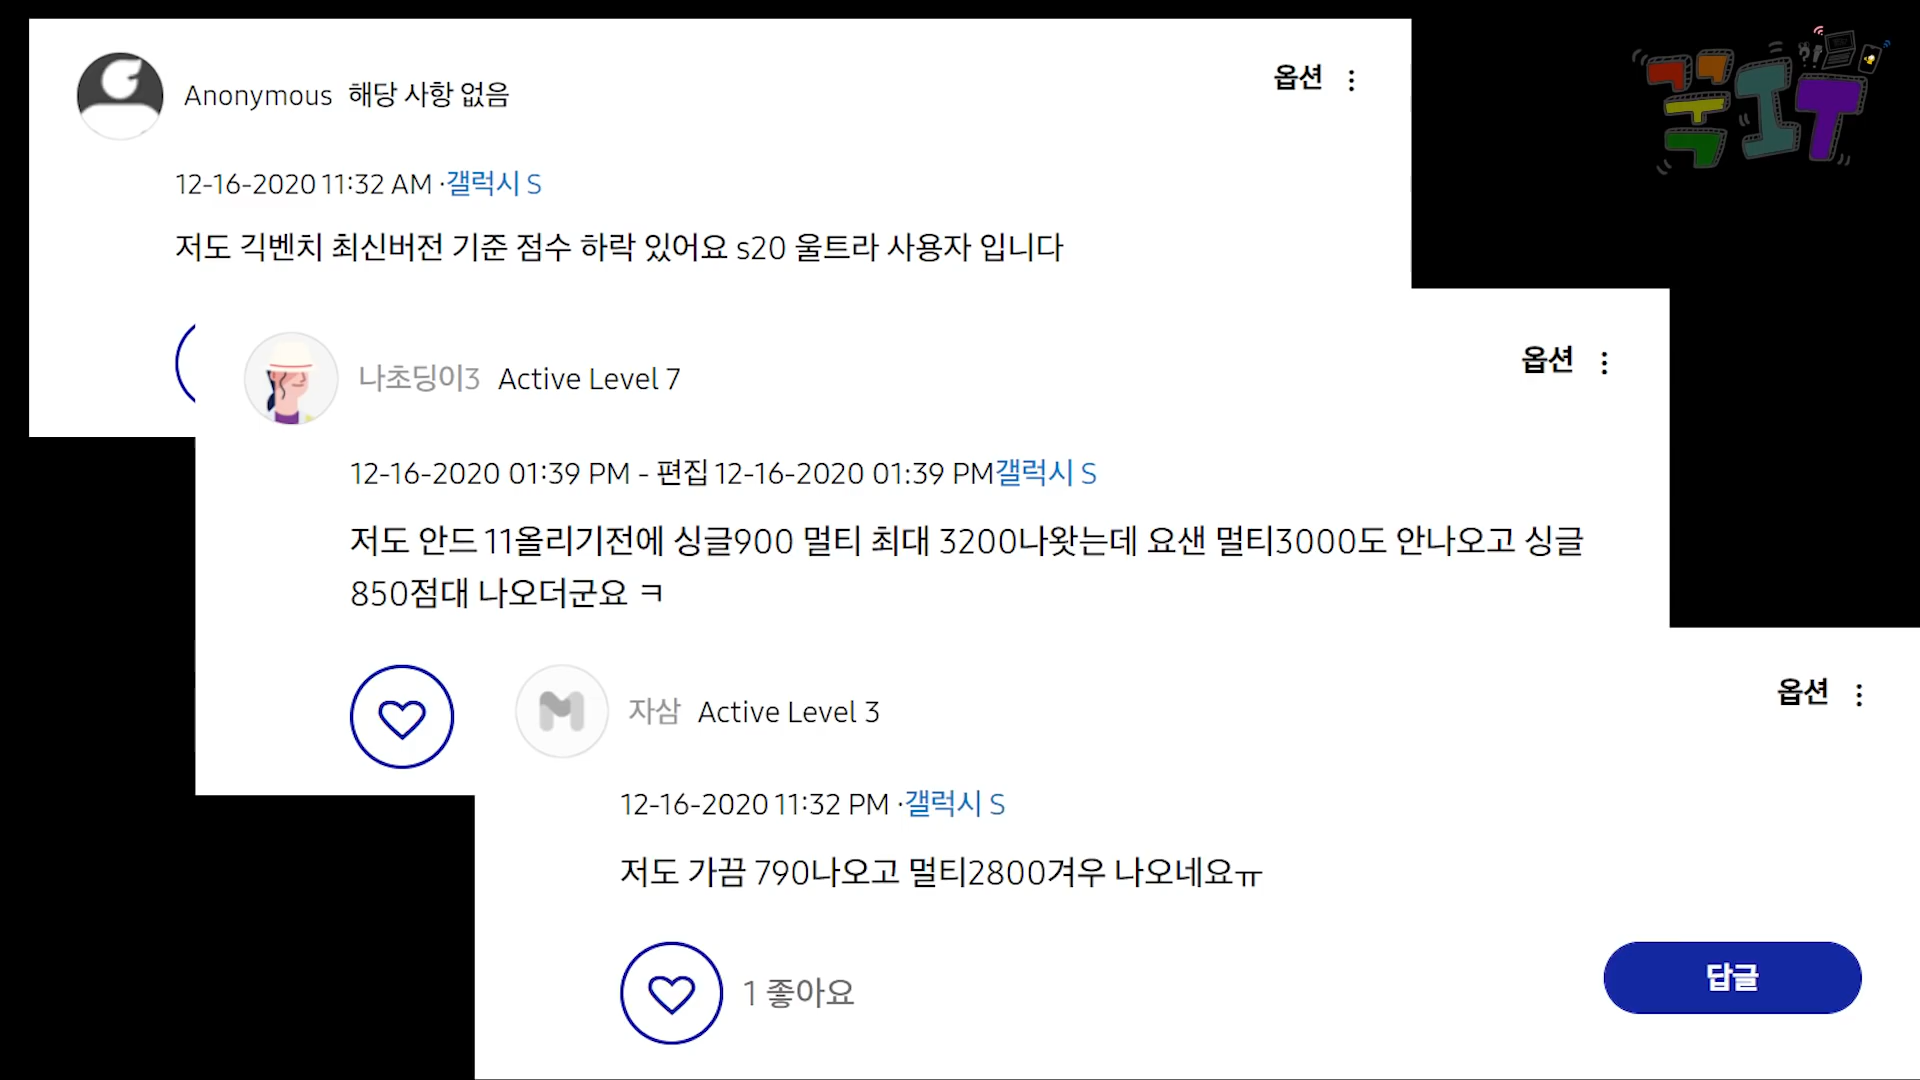 Anonymous 해당 사항 없음
옵션
12-16-2020 11:32 AM ·갤럭시 S
저도 긱벤치 최신버전 기준 점수 하락 있어요 s20 울트라 사용자 입니다
꾿IT
나초딩이3 Active Level 7
옵션
12-16-2020 01:39 PM - 편집 12-16-2020 01:39 PM갤럭시 S
저도 안드 11올리기전에 싱글900 멀티 최대 3200나왓는데 요샌 멀티3000도 안나오고 싱글
850점대 나오더군요 ㅋ
자삼 Active Level 3
옵션
12-16-2020 11:32 PM ·갤럭시 S
저도 가끔 790나오고 멀티2800겨우 나오네요ㅠ
1 좋아요
답글